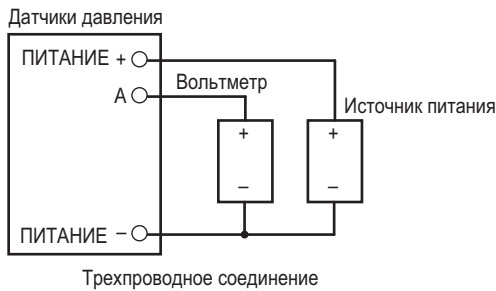 Датчики давления
ПИТАНИЕ +
Вольтметр
А
Источник питания
+
+
–
–
ПИТАНИЕ –
Трехпроводное соединение